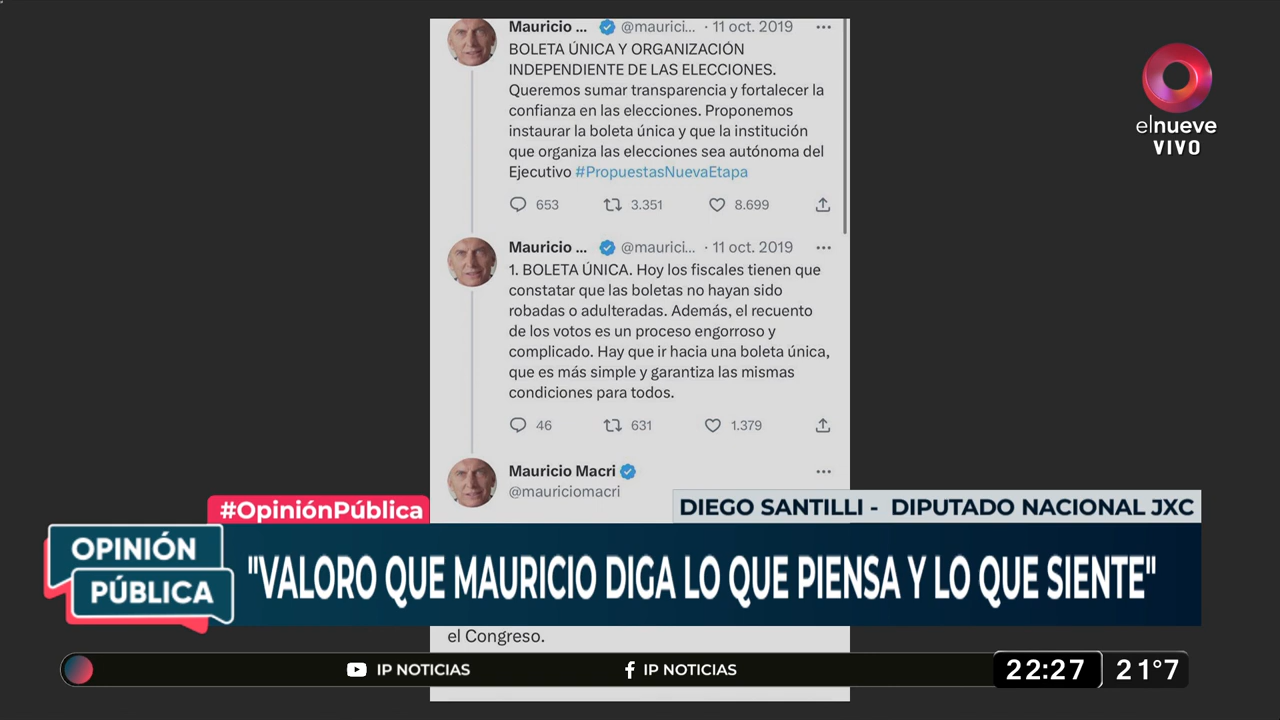 Mauricio ... @maurici... · 11 oct. 2019 ...
BOLETA ÚNICA Y ORGANIZACIÓN
INDEPENDIENTE DE LAS ELECCIONES.
Queremos sumar transparencia y fortalecer la
confianza en las elecciones. Proponemos
instaurar la boleta única y que la institución
que organiza las elecciones sea autónoma del
Ejecutivo #PropuestasNuevaEtapa
653 3.351 8.699
Mauricio ... @maurici... · 11 oct. 2019 ...
1. BOLETA ÚNICA. Hoy los fiscales tienen que
constatar que las boletas no hayan sido
robadas o adulteradas. Además, el recuento
de los votos es un proceso engorroso y
complicado. Hay que ir hacia una boleta única,
que es más simple y garantiza las mismas
condiciones para todos.
46 631 1.379
Mauricio Macri ...
@mauriciomacri
elnueve
VIVO
#OpiniónPública
DIEGO SANTILLI - DIPUTADO NACIONAL JXC
OPINIÓN
PÚBLICA
"VALORO QUE MAURICIO DIGA LO QUE PIENSA Y LO QUE SIENTE"
el Congreso.
IP NOTICIAS IP NOTICIAS
22:27 21°7